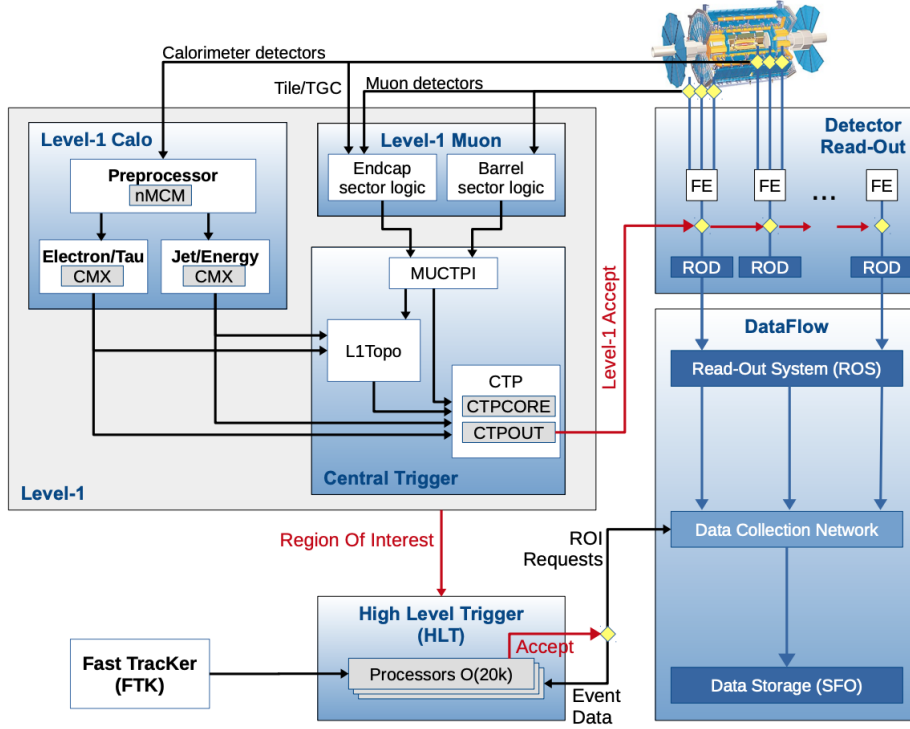 Calorimeter detectors
Tile/TGC
Muon detectors
Level-1 Calo
Preprocessor
nMCM
Electron/Tau
CMX
Jet/Energy
CMX
Level-1 Muon
Endcap
sector logic
Barrel
sector logic
MUCTPI
L1Topo
CTP
CTPCORE
CTPOUT
Central Trigger
Level-1
Level-1 Accept
Detector
Read-Out
FE
FE
...
FE
ROD
ROD
ROD
DataFlow
Read-Out System (ROS)
Data Collection Network
Data Storage (SFO)
Region Of Interest
ROI
Requests
High Level Trigger
(HLT)
Accept
Processors O(20k)
Event
Data
Fast TracKer
(FTK)